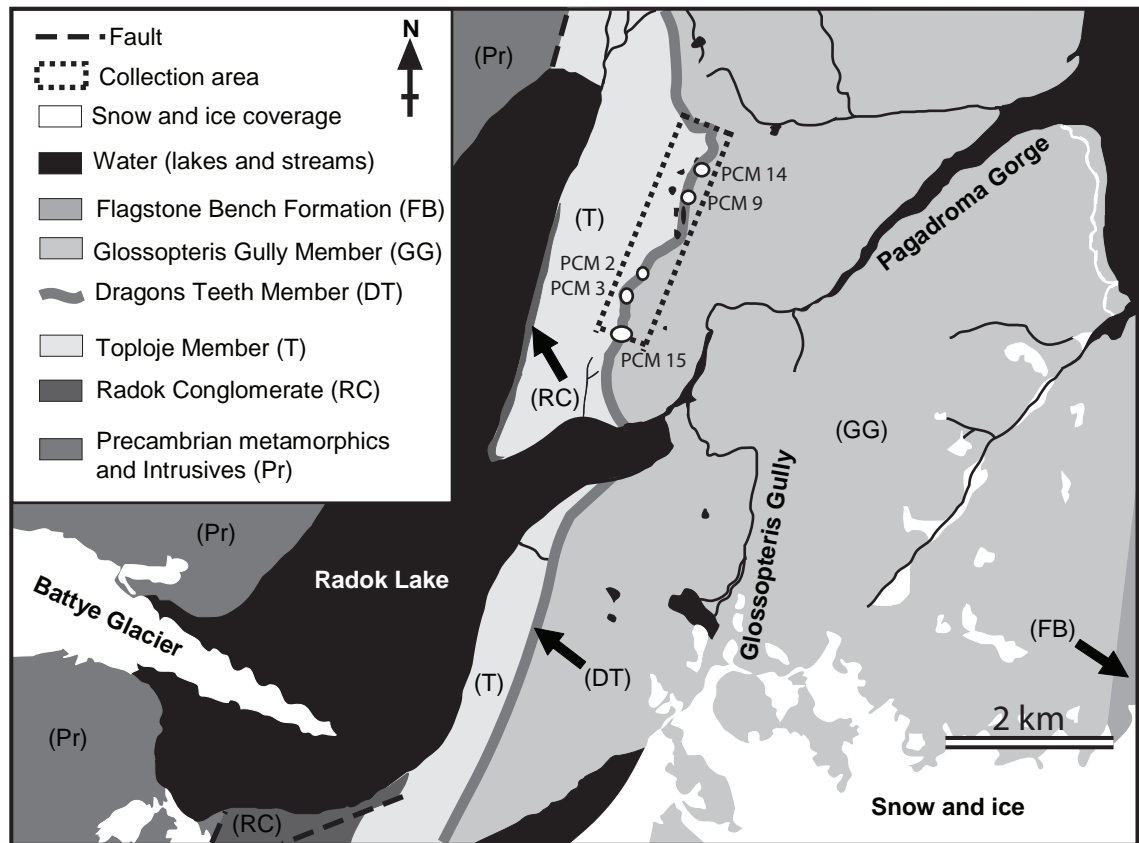 Fault
Collection area
Snow and ice coverage
Water (lakes and streams)
Flagstone Bench Formation (FB)
Glossopteris Gully Member (GG)
Dragons Teeth Member (DT)
Toploje Member (T)
Radok Conglomerate (RC)
Precambrian metamorphics
and Intrusives (Pr)
N
(Pr)
PCM 14
PCM 9
(T)
PCM 2
PCM 3
PCM 15
(RC)
Pagadroma Gorge
(GG)
Glossopteris Gully
(Pr)
Radok Lake
Battye Glacier
(FB)
(DT)
(T)
(Pr)
2 km
Snow and ice
(RC)